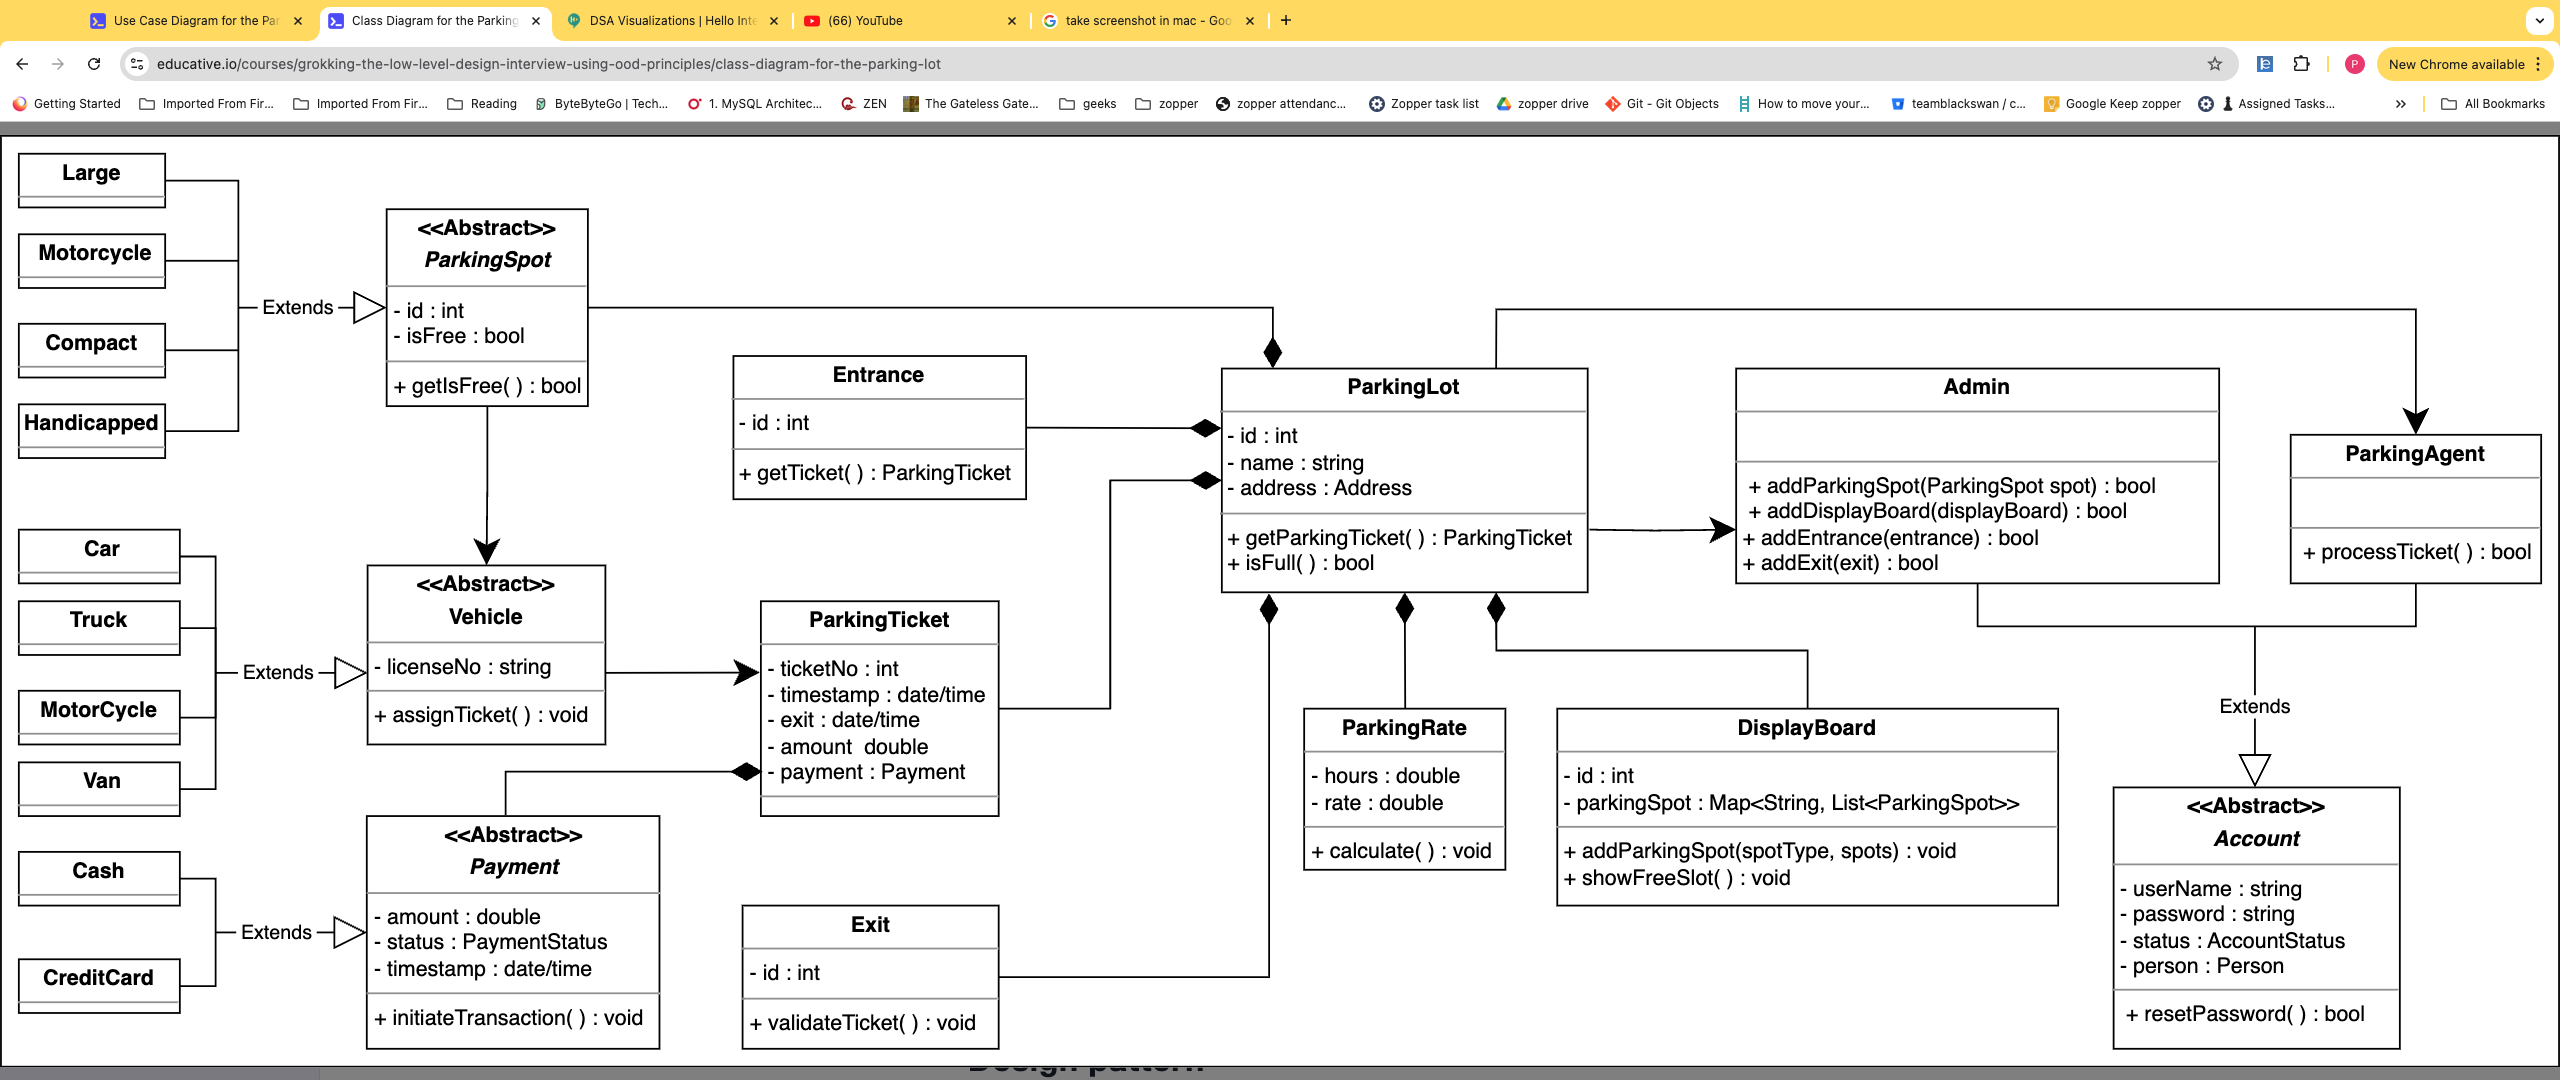 Use Case Diagram for the Par
Class Diagram for the Parking
DSA Visualizations | Hello Inte
(66) YouTube
take screenshot in mac - Goo
educative.io/courses/grokking-the-low-level-design-interview-using-ood-principles/class-diagram-for-the-parking-lot
P
New Chrome available
Getting Started
Imported From Fir...
Imported From Fir...
Reading
ByteByteGo | Tech...
1. MySQL Architec...
ZEN
The Gateless Gate...
geeks
zopper
zopper attendanc...
Zopper task list
zopper drive
Git - Git Objects
How to move your...
teamblackswan / c...
Google Keep zopper
Assigned Tasks...
All Bookmarks
Large
Motorcycle
Compact
Handicapped
Extends
<<Abstract>>
ParkingSpot
- id : int
- isFree : bool
+ getIsFree( ) : bool
Entrance
- id : int
+ getTicket( ) : ParkingTicket
ParkingLot
- id : int
- name : string
- address : Address
+ getParkingTicket( ) : ParkingTicket
+ isFull( ) : bool
Admin
+ addParkingSpot(ParkingSpot spot) : bool
+ addDisplayBoard(displayBoard) : bool
+ addEntrance(entrance) : bool
+ addExit(exit) : bool
ParkingAgent
+ processTicket( ) : bool
Car
Truck
MotorCycle
Van
Extends
<<Abstract>>
Vehicle
- licenseNo : string
+ assignTicket( ) : void
ParkingTicket
- ticketNo : int
- timestamp : date/time
- exit : date/time
- amount  double
- payment : Payment
Cash
CreditCard
Extends
<<Abstract>>
Payment
- amount : double
- status : PaymentStatus
- timestamp : date/time
+ initiateTransaction( ) : void
Exit
- id : int
+ validateTicket( ) : void
ParkingRate
- hours : double
- rate : double
+ calculate( ) : void
DisplayBoard
- id : int
- parkingSpot : Map<String, List<ParkingSpot>>
+ addParkingSpot(spotType, spots) : void
+ showFreeSlot( ) : void
Extends
<<Abstract>>
Account
- userName : string
- password : string
- status : AccountStatus
- person : Person
+ resetPassword( ) : bool
Design pattern